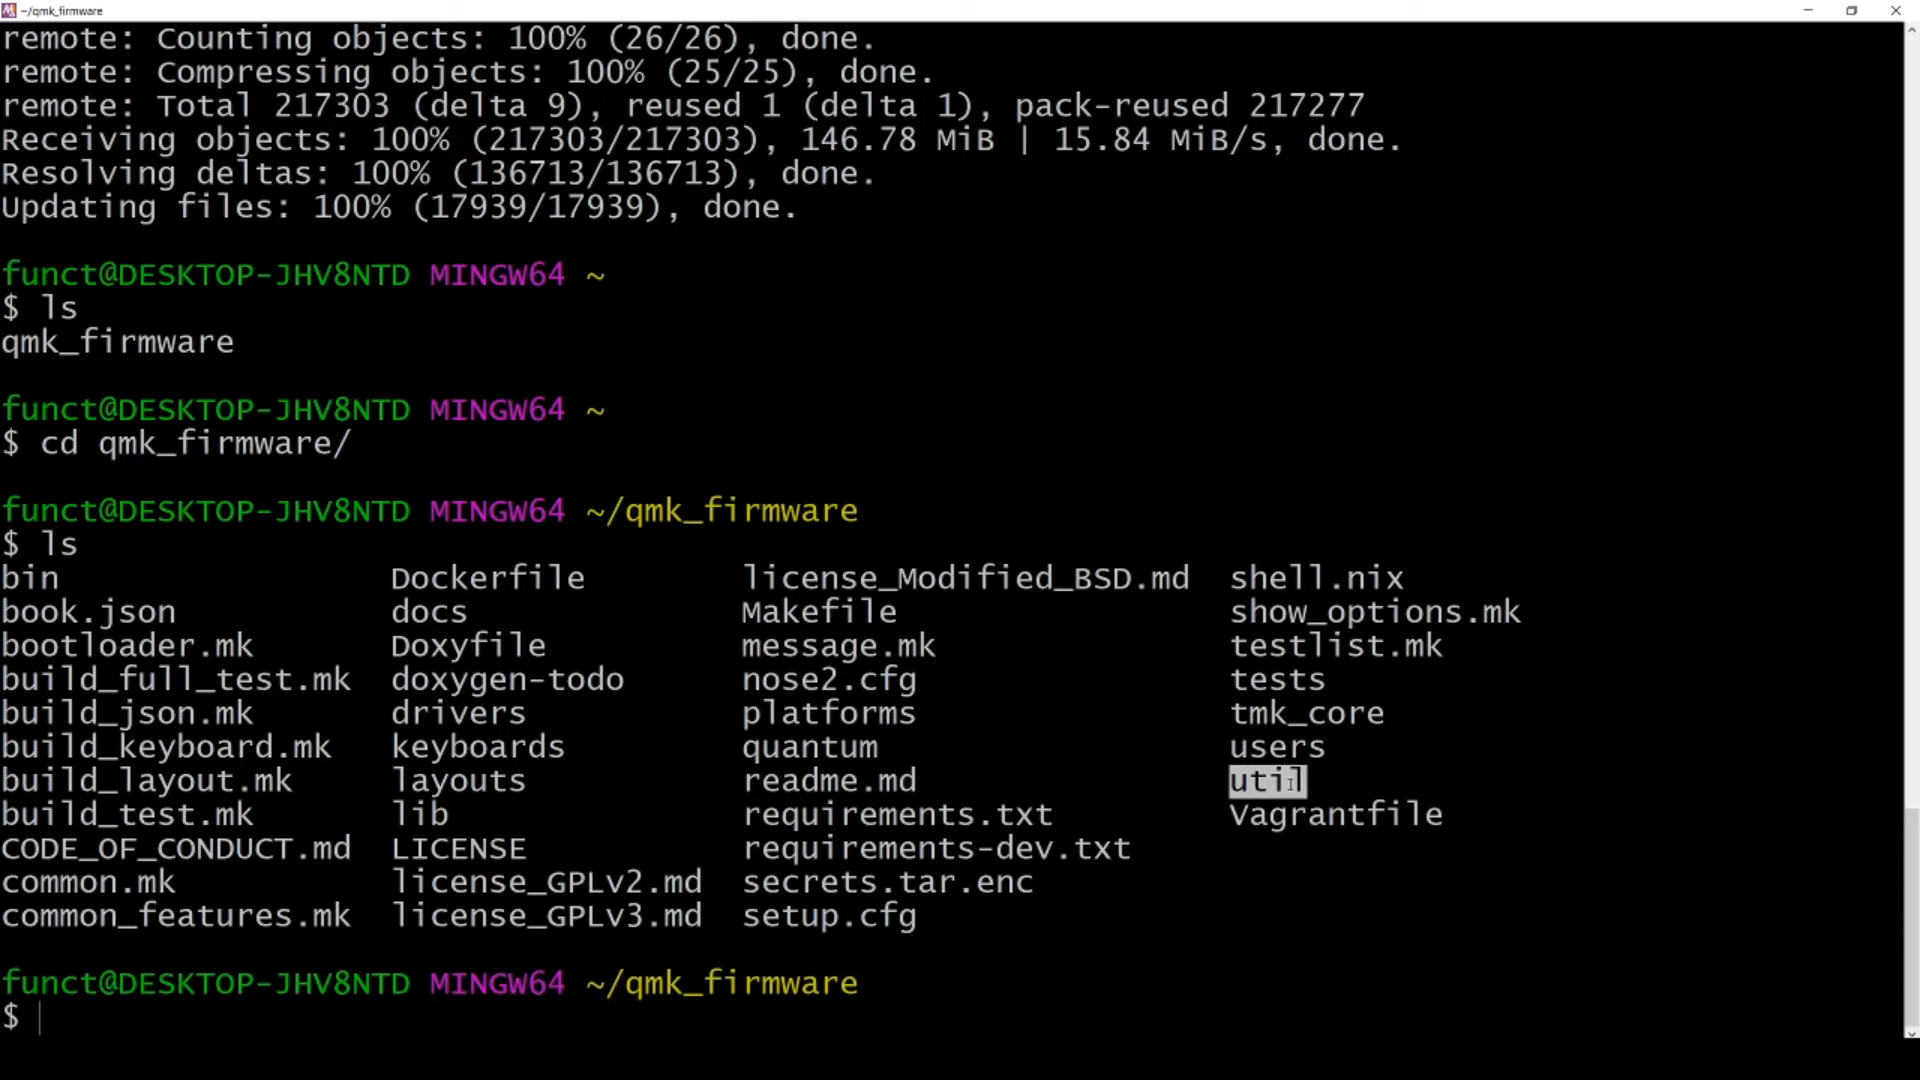 ~/qmk_firmware
remote: Counting objects: 100% (26/26), done.
remote: Compressing objects: 100% (25/25), done.
remote: Total 217303 (delta 9), reused 1 (delta 1), pack-reused 217277
Receiving objects: 100% (217303/217303), 146.78 MiB | 15.84 MiB/s, done.
Resolving deltas: 100% (136713/136713), done.
Updating files: 100% (17939/17939), done.
funct@DESKTOP-JHV8NTD MINGW64 ~
$ ls
qmk_firmware
funct@DESKTOP-JHV8NTD MINGW64 ~
$ cd qmk_firmware/
funct@DESKTOP-JHV8NTD MINGW64 ~/qmk_firmware
$ ls
bin Dockerfile license_Modified_BSD.md shell.nix
book.json docs Makefile show_options.mk
bootloader.mk Doxyfile message.mk testlist.mk
build_full_test.mk doxygen-todo nose2.cfg tests
build_json.mk drivers platforms tmk_core
build_keyboard.mk keyboards quantum users
build_layout.mk layouts readme.md util
build_test.mk lib requirements.txt Vagrantfile
CODE_OF_CONDUCT.md LICENSE requirements-dev.txt
common.mk license_GPLv2.md secrets.tar.enc
common_features.mk license_GPLv3.md setup.cfg
funct@DESKTOP-JHV8NTD MINGW64 ~/qmk_firmware
$